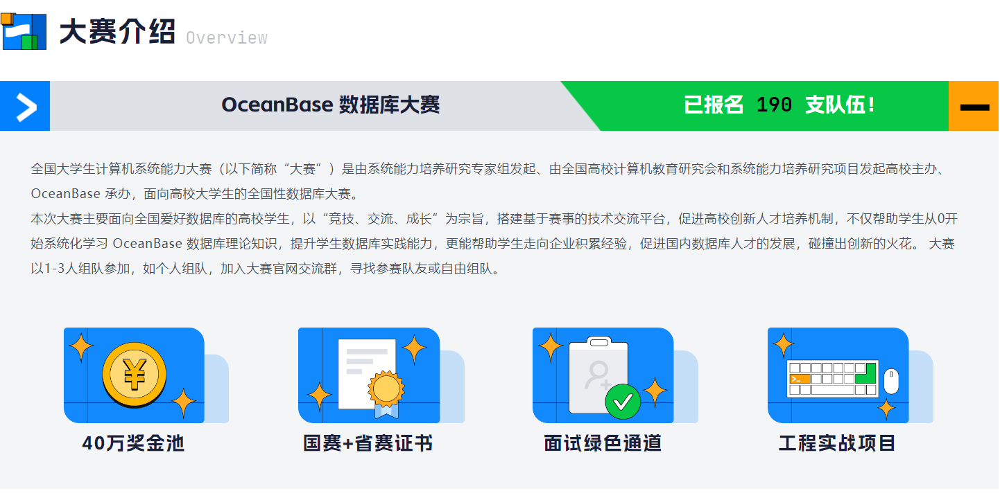 大赛介绍 Overview
OceanBase 数据库大赛 已报名 190 支队伍!
全国大学生计算机系统能力大赛（以下简称“大赛”）是由系统能力培养研究专家组发起、由全国高校计算机教育研究会和系统能力培养研究项目发起高校主办、
OceanBase 承办，面向高校大学生的全国性数据库大赛。
本次大赛主要面向全国爱好数据库的高校学生，以“竞技、交流、成长”为宗旨，搭建基于赛事的技术交流平台，促进高校创新人才培养机制，不仅帮助学生从0开
始系统化学习 OceanBase 数据库理论知识，提升学生数据库实践能力，更能帮助学生走向企业积累经验，促进国内数据库人才的发展，碰撞出创新的火花。 大赛
以1-3人组队参加，如个人组队，加入大赛官网交流群，寻找参赛队友或自由组队。
¥
>_
40万奖金池
国赛+省赛证书
面试绿色通道
工程实战项目